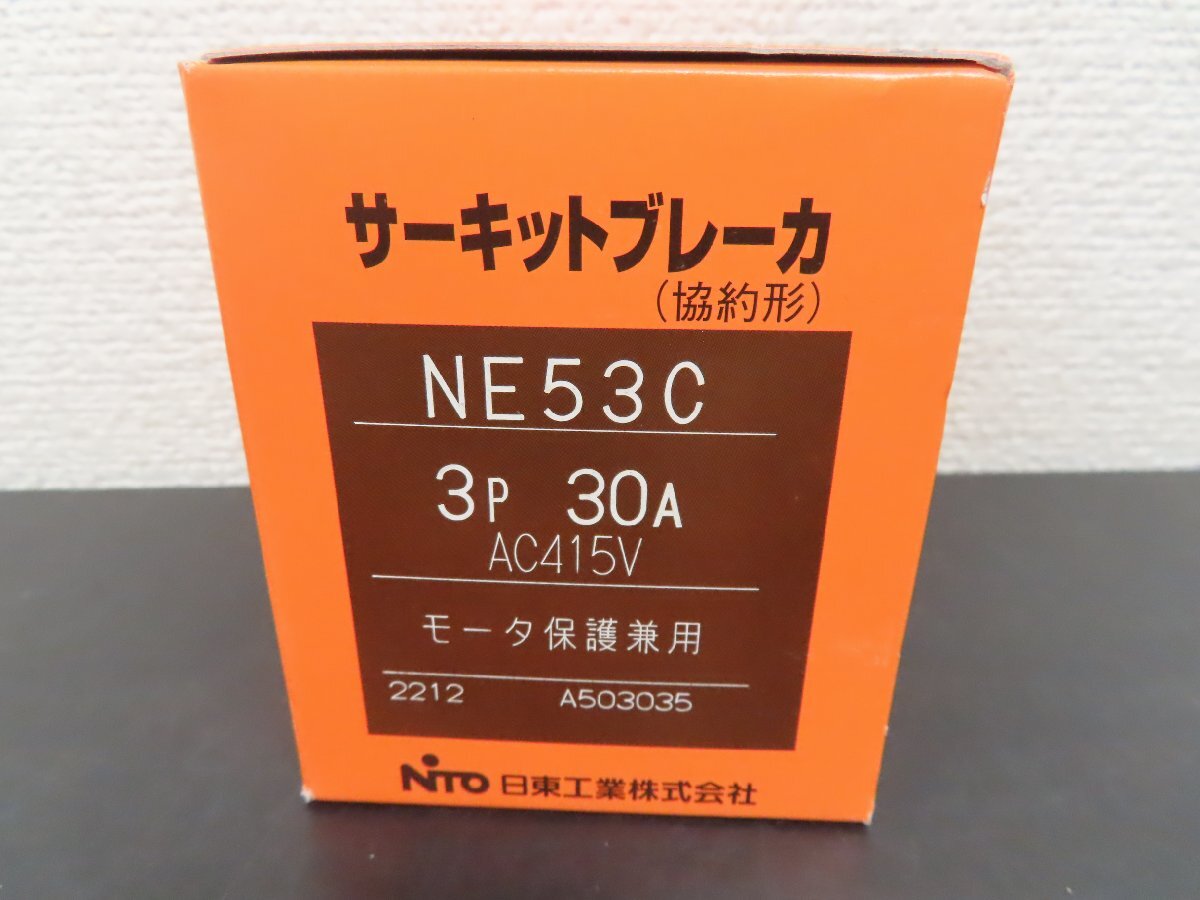 サーキットブレーカ
(協約形)
NE53C
3P 30A
AC415V
モータ保護兼用
2212 A503035
NITO 日東工業株式会社